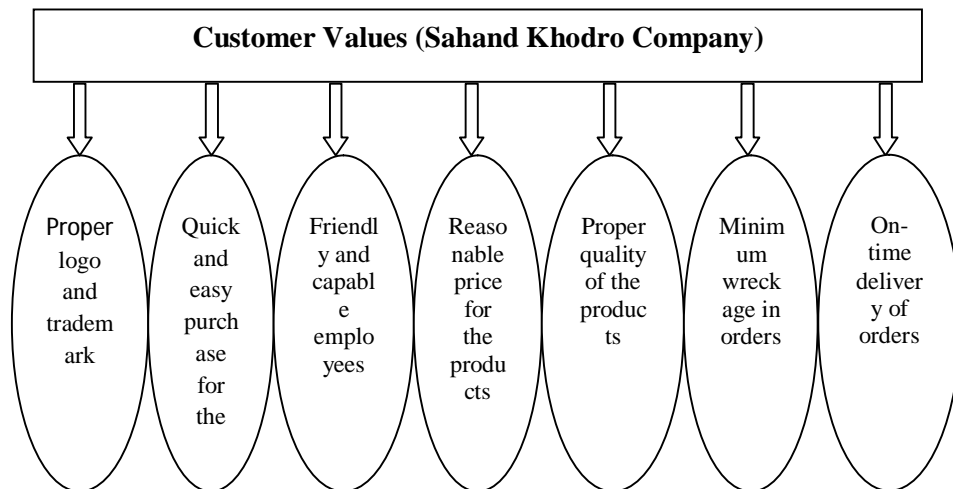 Customer Values (Sahand Khodro Company)
Proper
logo
and
tradem
ark
Quick
and
easy
purch
ase
for
the
Friendl
y and
capabl
e
emplo
yees
Reaso
nable
price
for
the
produ
cts
Proper
quality
of the
produc
ts
Minim
um
wreck
age in
orders
On-
time
deliver
y of
orders